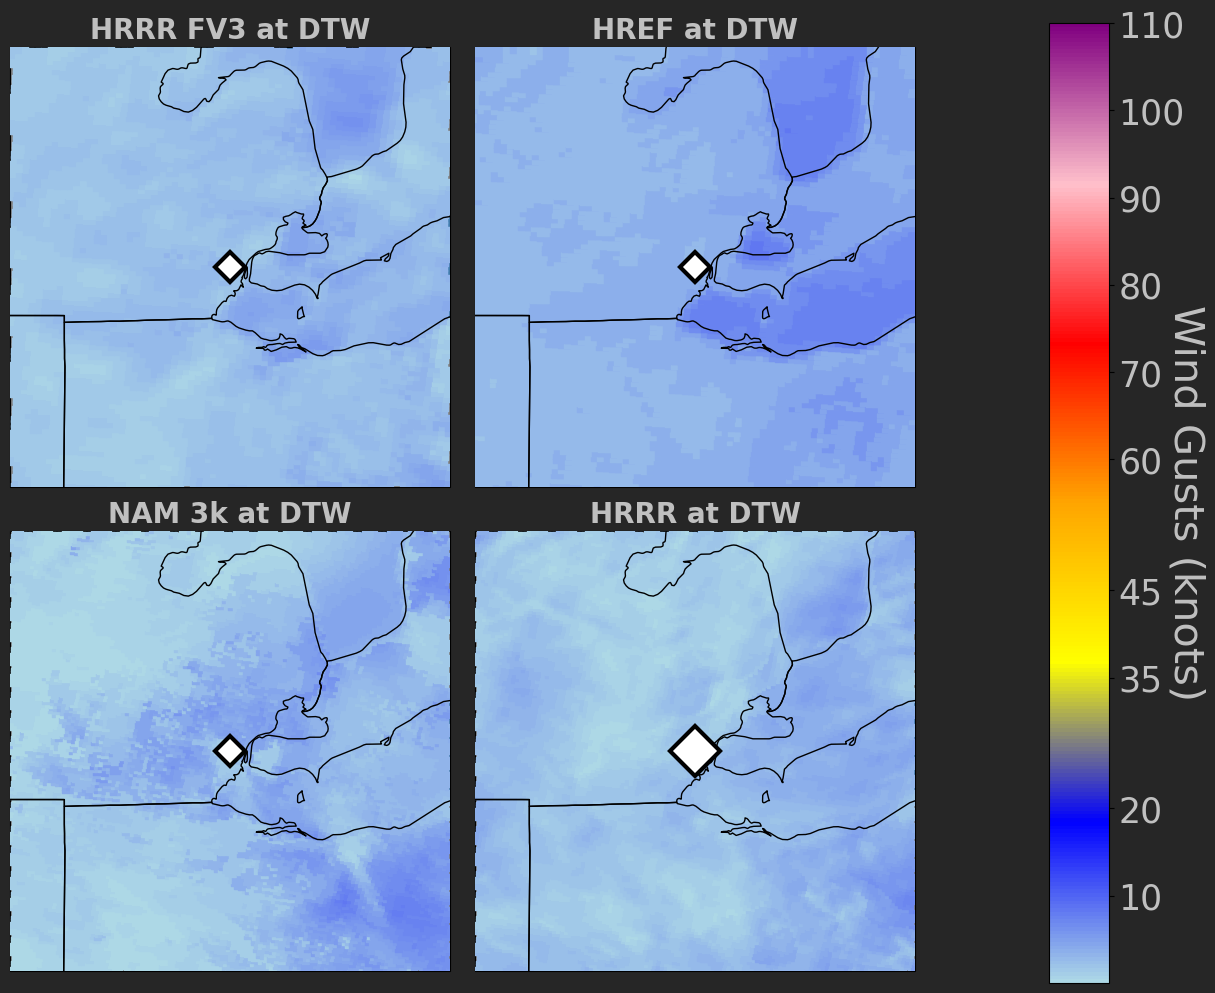 HRRR FV3 at DTW
HREF at DTW
NAM 3k at DTW
HRRR at DTW
110
100
90
80
70
60
45
35
20
10
Wind Gusts (knots)